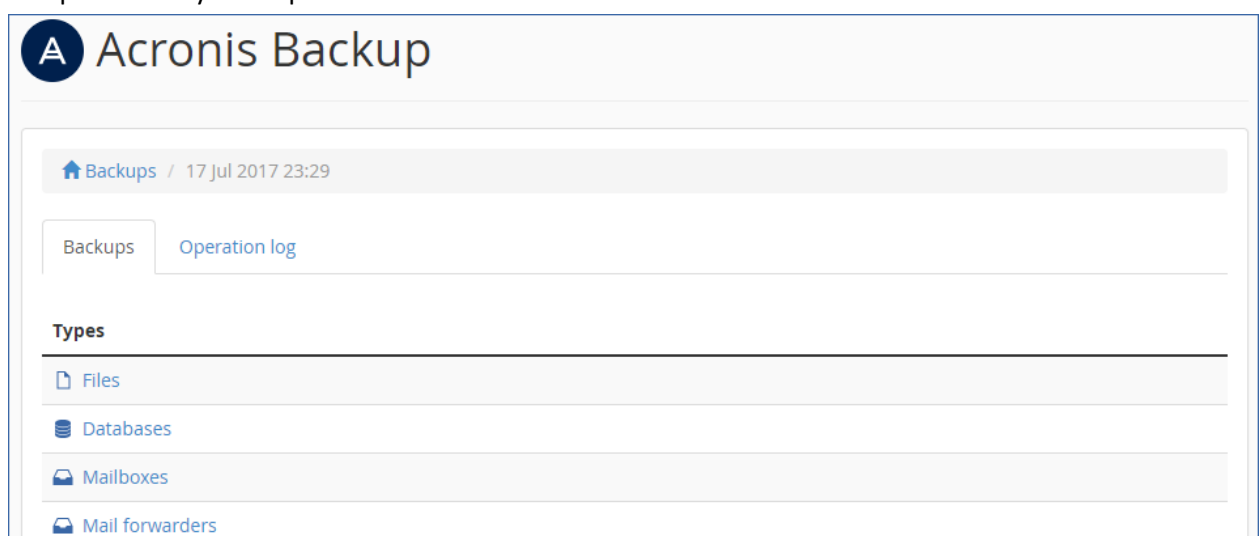 Acronis Backup
Backups / 17 Jul 2017 23:29
Backups Operation log
Types
Files
Databases
Mailboxes
Mail forwarders